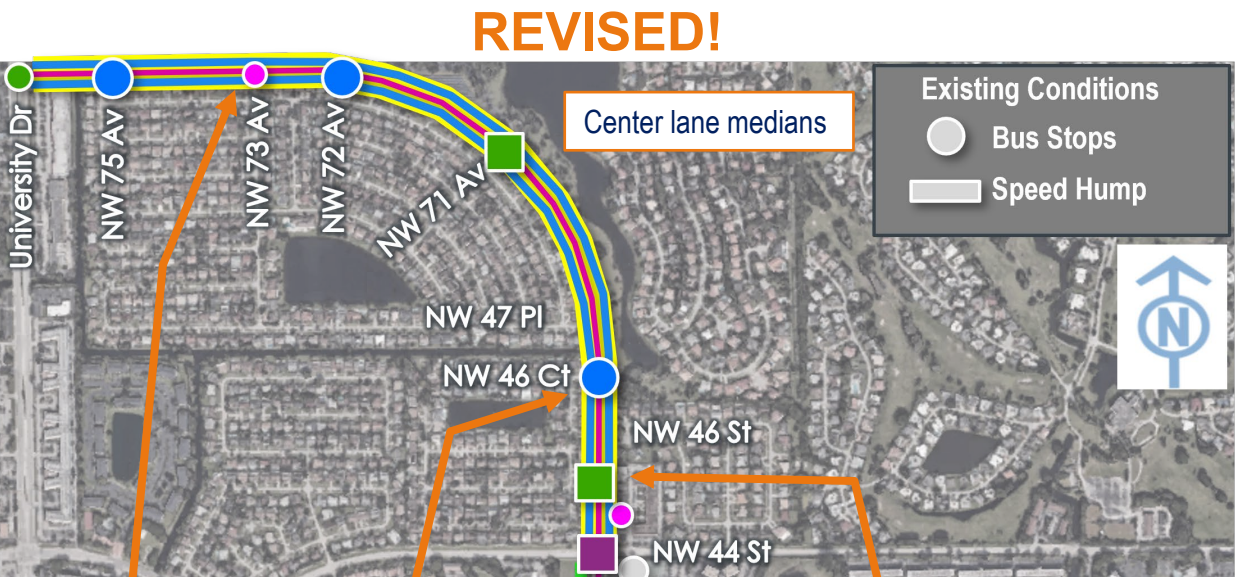 REVISED!
Center lane medians
Existing Conditions
Bus Stops
Speed Hump
N
University Dr
NW 75 Av
NW 73 Av
NW 72 Av
NW 71 Av
NW 47 Pl
NW 46 Ct
NW 46 St
NW 44 St